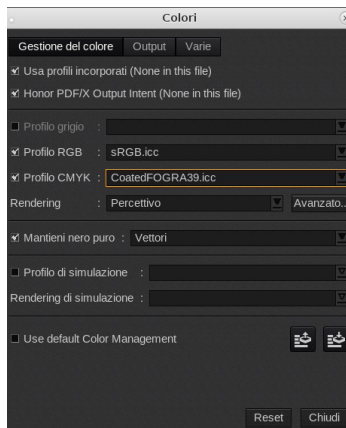 Colori
Gestione del colore Output Varie
Usa profili incorporati (None in this file)
Honor PDF/X Output Intent (None in this file)
Profilo grigio :
Profilo RGB : sRGB.icc
Profilo CMYK : CoatedFOGRA39.icc
Rendering : Percettivo Avanzato..
Mantieni nero puro : Vettori
Profilo di simulazione :
Rendering di simulazione :
Use default Color Management
Reset Chiudi